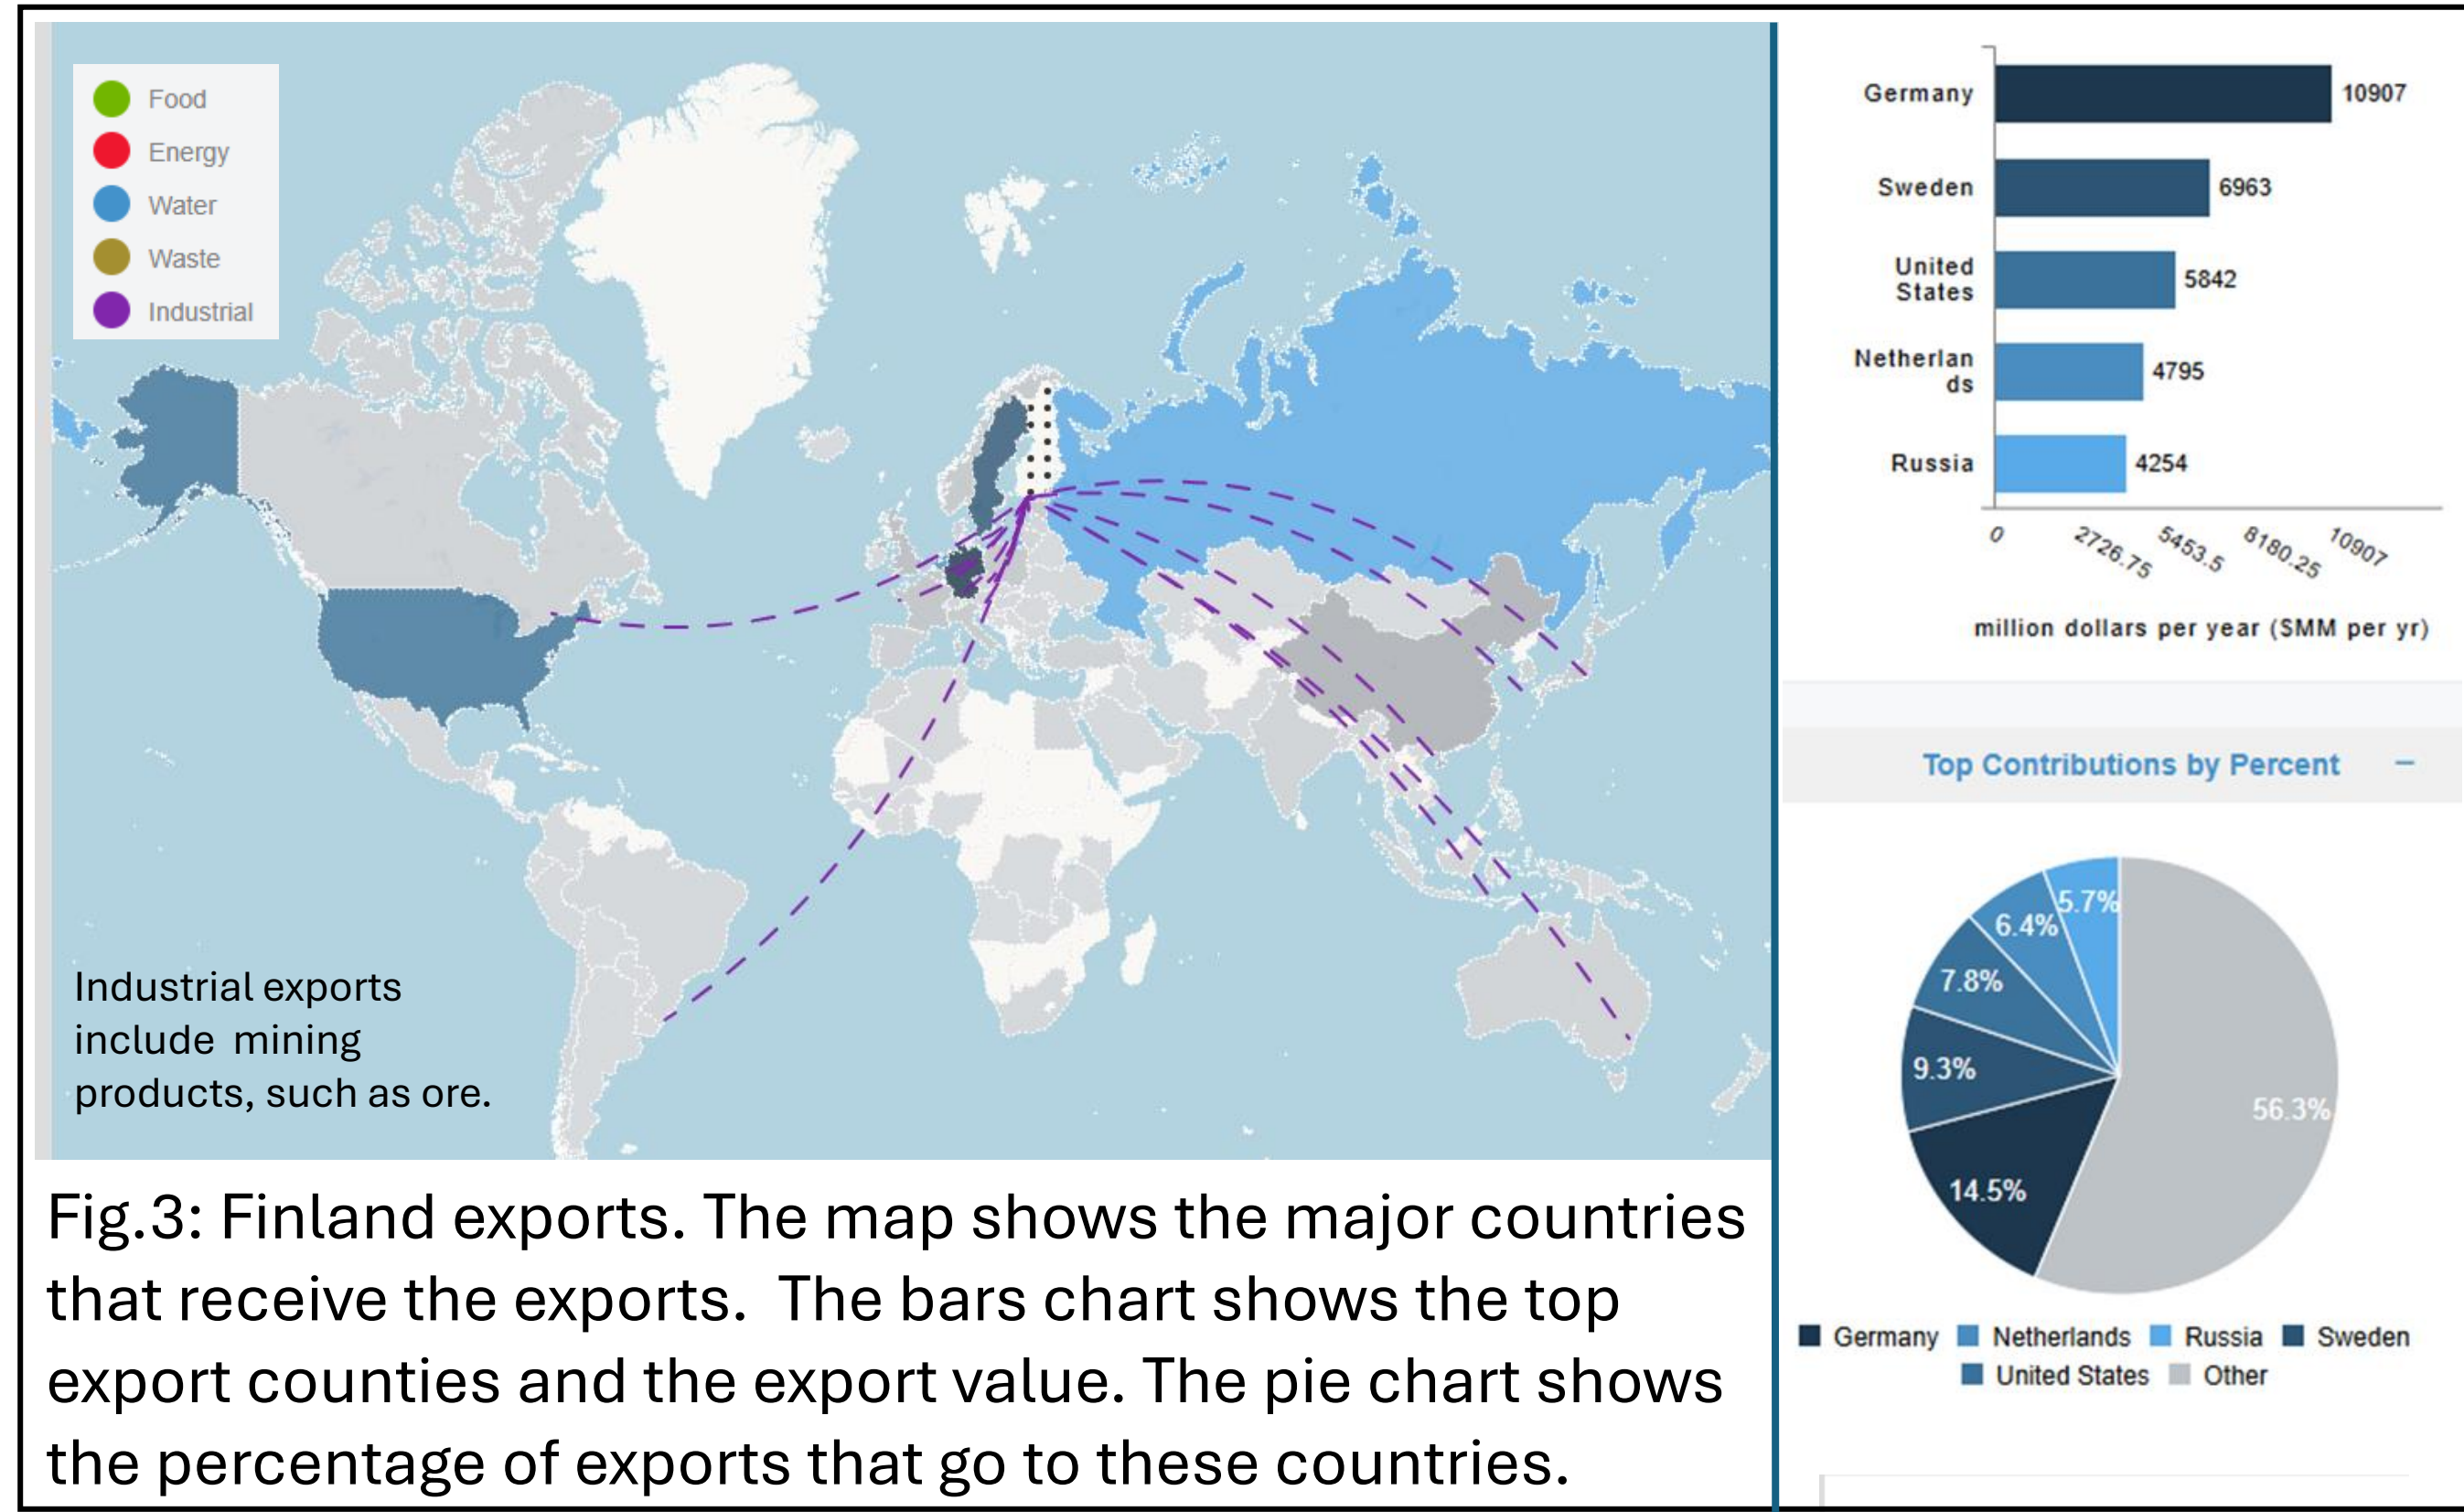 Food
Energy
Water
Waste
Industrial
Industrial exports
include  mining
products, such as ore.
Fig.3: Finland exports. The map shows the major countries
that receive the exports.  The bars chart shows the top
export counties and the export value. The pie chart shows
the percentage of exports that go to these countries.
Germany
10907
Sweden
6963
United
States
5842
Netherlan
ds
4795
Russia
4254
0
2726.75
5453.5
8180.25
10907
million dollars per year ($MM per yr)
Top Contributions by Percent −
5.7%
6.4%
7.8%
9.3%
14.5%
56.3%
Germany Netherlands Russia Sweden
United States Other